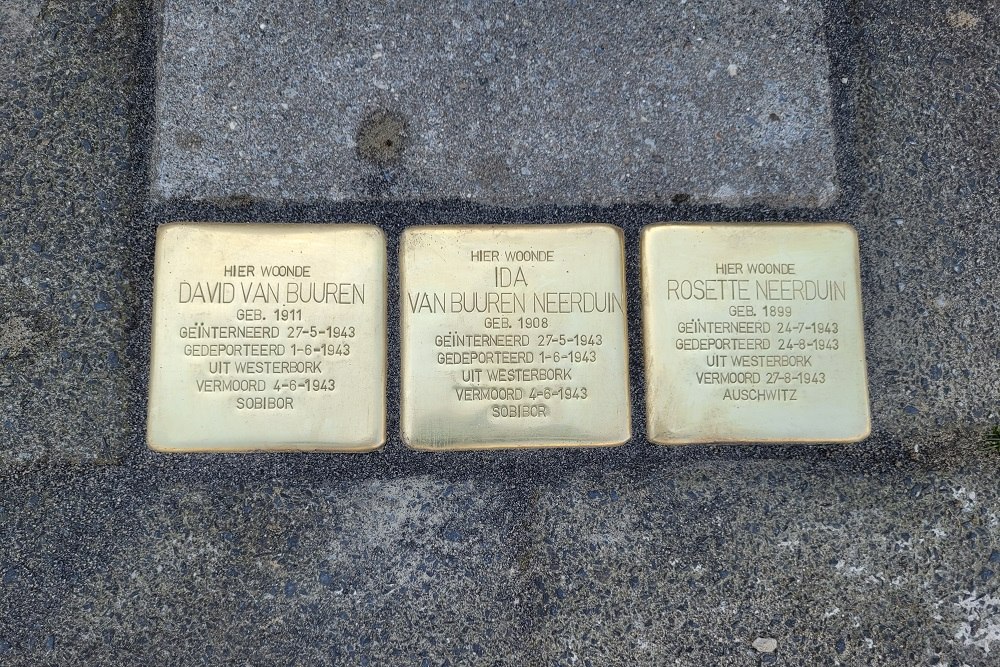 HIER WOONDE
DAVID VAN BUUREN
GEB. 1911
GEÏNTERNEERD 27-5-1943
GEDEPORTEERD 1-6-1943
UIT WESTERBORK
VERMOORD 4-6-1943
SOBIBOR
HIER WOONDE
IDA
VAN BUUREN NEERDUIN
GEB. 1908
GEÏNTERNEERD 27-5-1943
GEDEPORTEERD 1-6-1943
UIT WESTERBORK
VERMOORD 4-6-1943
SOBIBOR
HIER WOONDE
ROSETTE NEERDUIN
GEB. 1899
GEÏNTERNEERD 24-7-1943
GEDEPORTEERD 24-8-1943
UIT WESTERBORK
VERMOORD 27-8-1943
AUSCHWITZ